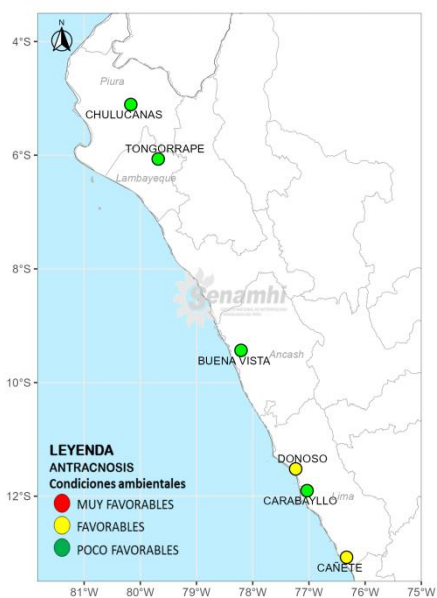 N
4°S
Piura
CHULUCANAS
TONGORRAPE
6°S
Lambayeque
8°S
Senamhi
BUENA VISTA
Ancash
10°S
LEYENDA
ANTRACNOSIS
Condiciones ambientales
MUY FAVORABLES
FAVORABLES
POCO FAVORABLES
DONOSO
12°S
CARABAYLLO
Lima
CAÑETE
81°W 80°W 79°W 78°W 77°W 76°W 75°W